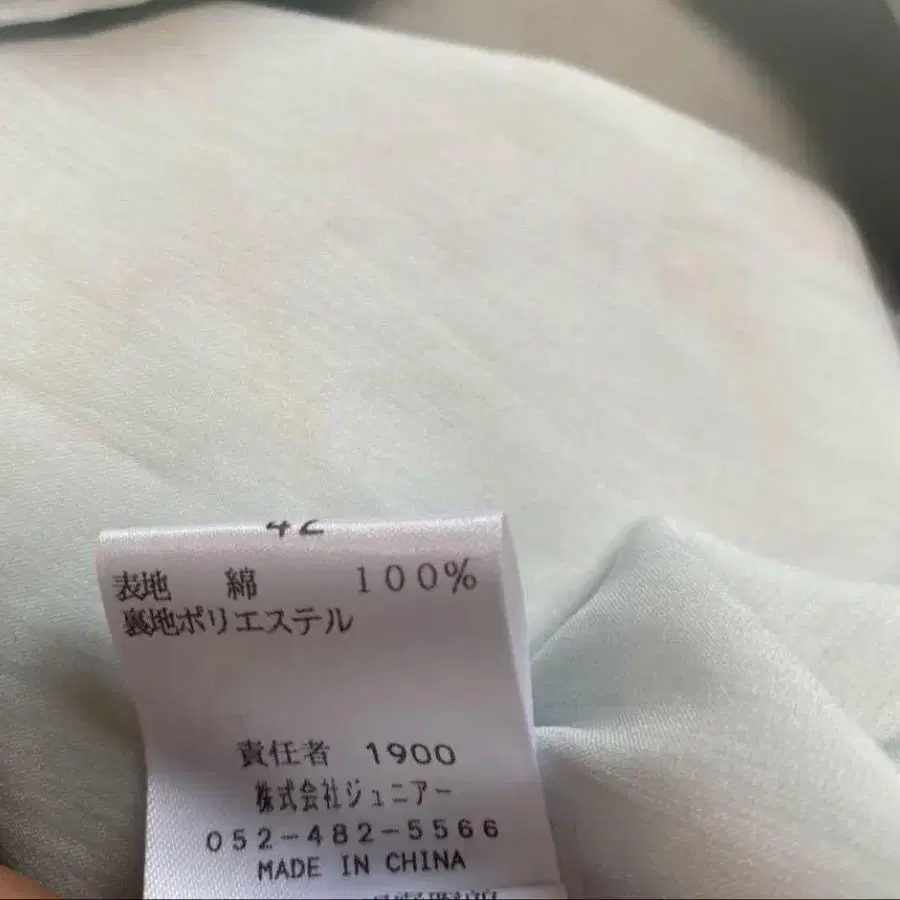 表地 綿 100%
裏地ポリエステル
責任者 1900
株式会社ジュニアー
052-482-5566
MADE IN CHINA